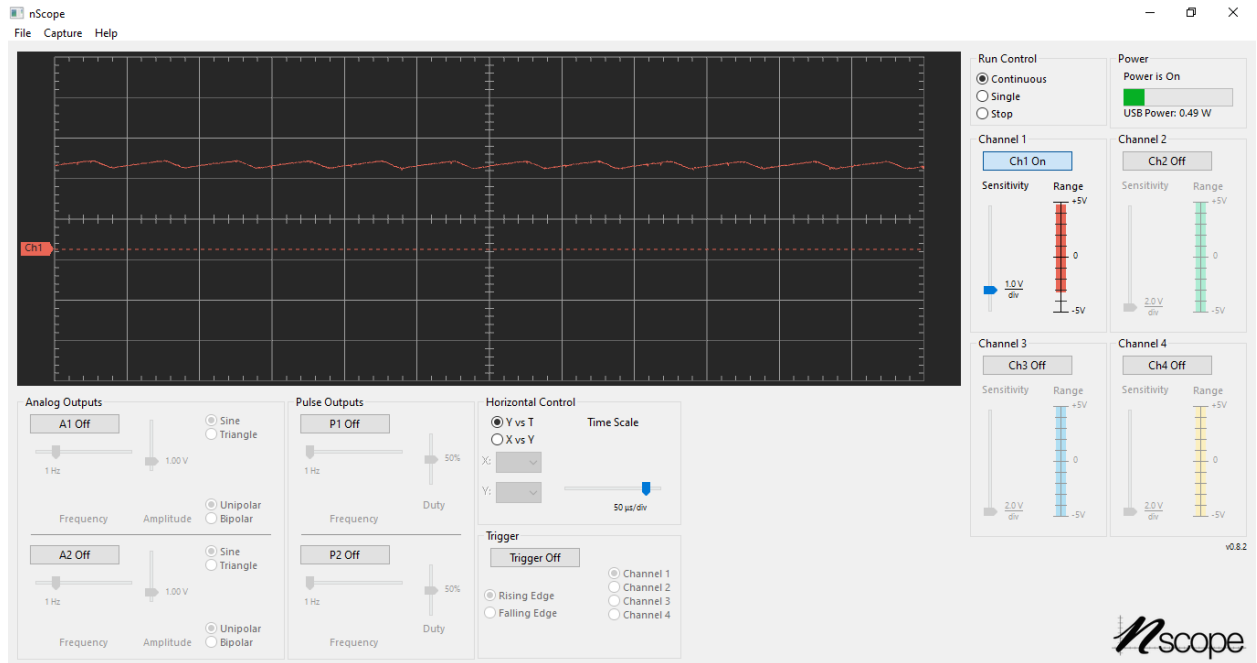 nScope
File Capture Help
Ch1
Run Control
Continuous
Single
Stop
Power
Power is On
USB Power: 0.49 W
Channel 1
Ch1 On
Sensitivity Range
+5V
0
-5V
1.0 V
div
Channel 2
Ch2 Off
Sensitivity Range
+5V
0
-5V
2.0 V
div
Channel 3
Ch3 Off
Sensitivity Range
+5V
0
-5V
2.0 V
div
Channel 4
Ch4 Off
Sensitivity Range
+5V
0
-5V
2.0 V
div
Analog Outputs
A1 Off
Sine
Triangle
1 Hz
1.00 V
Unipolar
Bipolar
Frequency Amplitude
A2 Off
Sine
Triangle
1 Hz
1.00 V
Unipolar
Bipolar
Frequency Amplitude
Pulse Outputs
P1 Off
50%
1 Hz
Duty
Frequency
P2 Off
50%
1 Hz
Duty
Frequency
Horizontal Control
Y vs T
X vs Y
Time Scale
X:
Y:
50 µs/div
Trigger
Trigger Off
Rising Edge
Falling Edge
Channel 1
Channel 2
Channel 3
Channel 4
v0.8.2
nscope